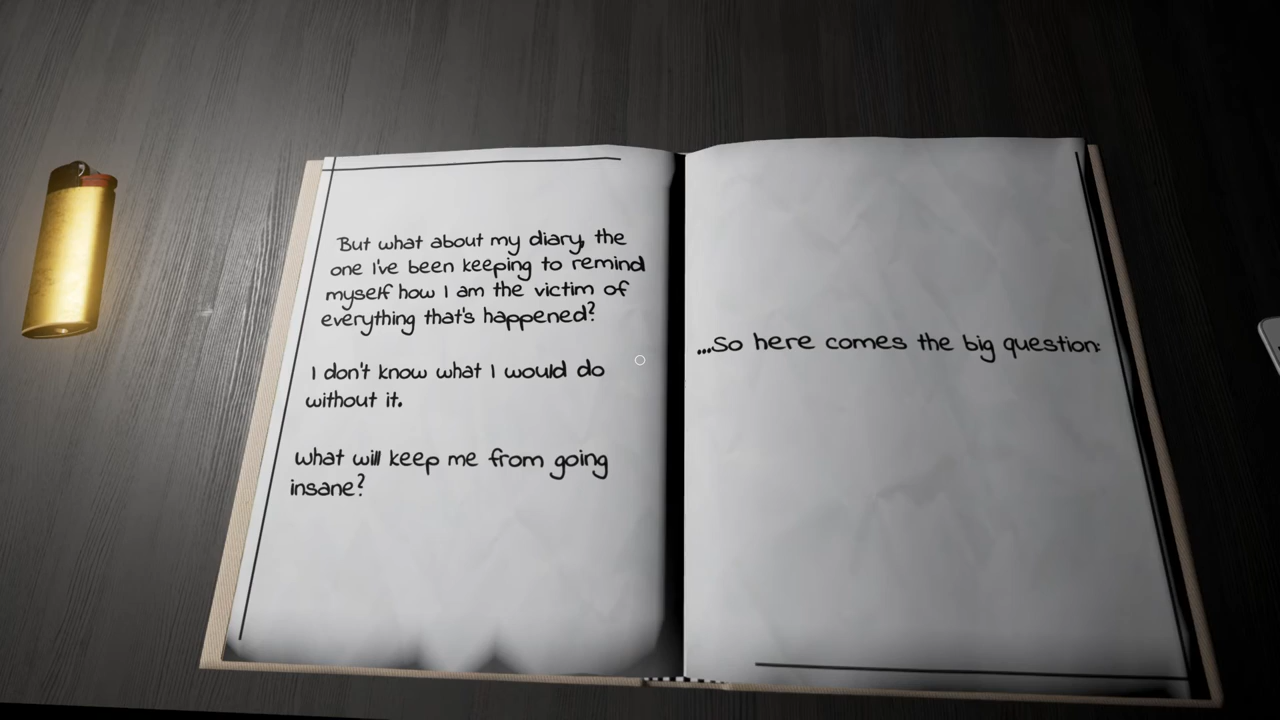 But what about my diary, the
one I've been keeping to remind
myself how I am the victim of
everything that's happened?
I don't know what I would do
without it.
What will keep me from going
insane?
...So here comes the big question: